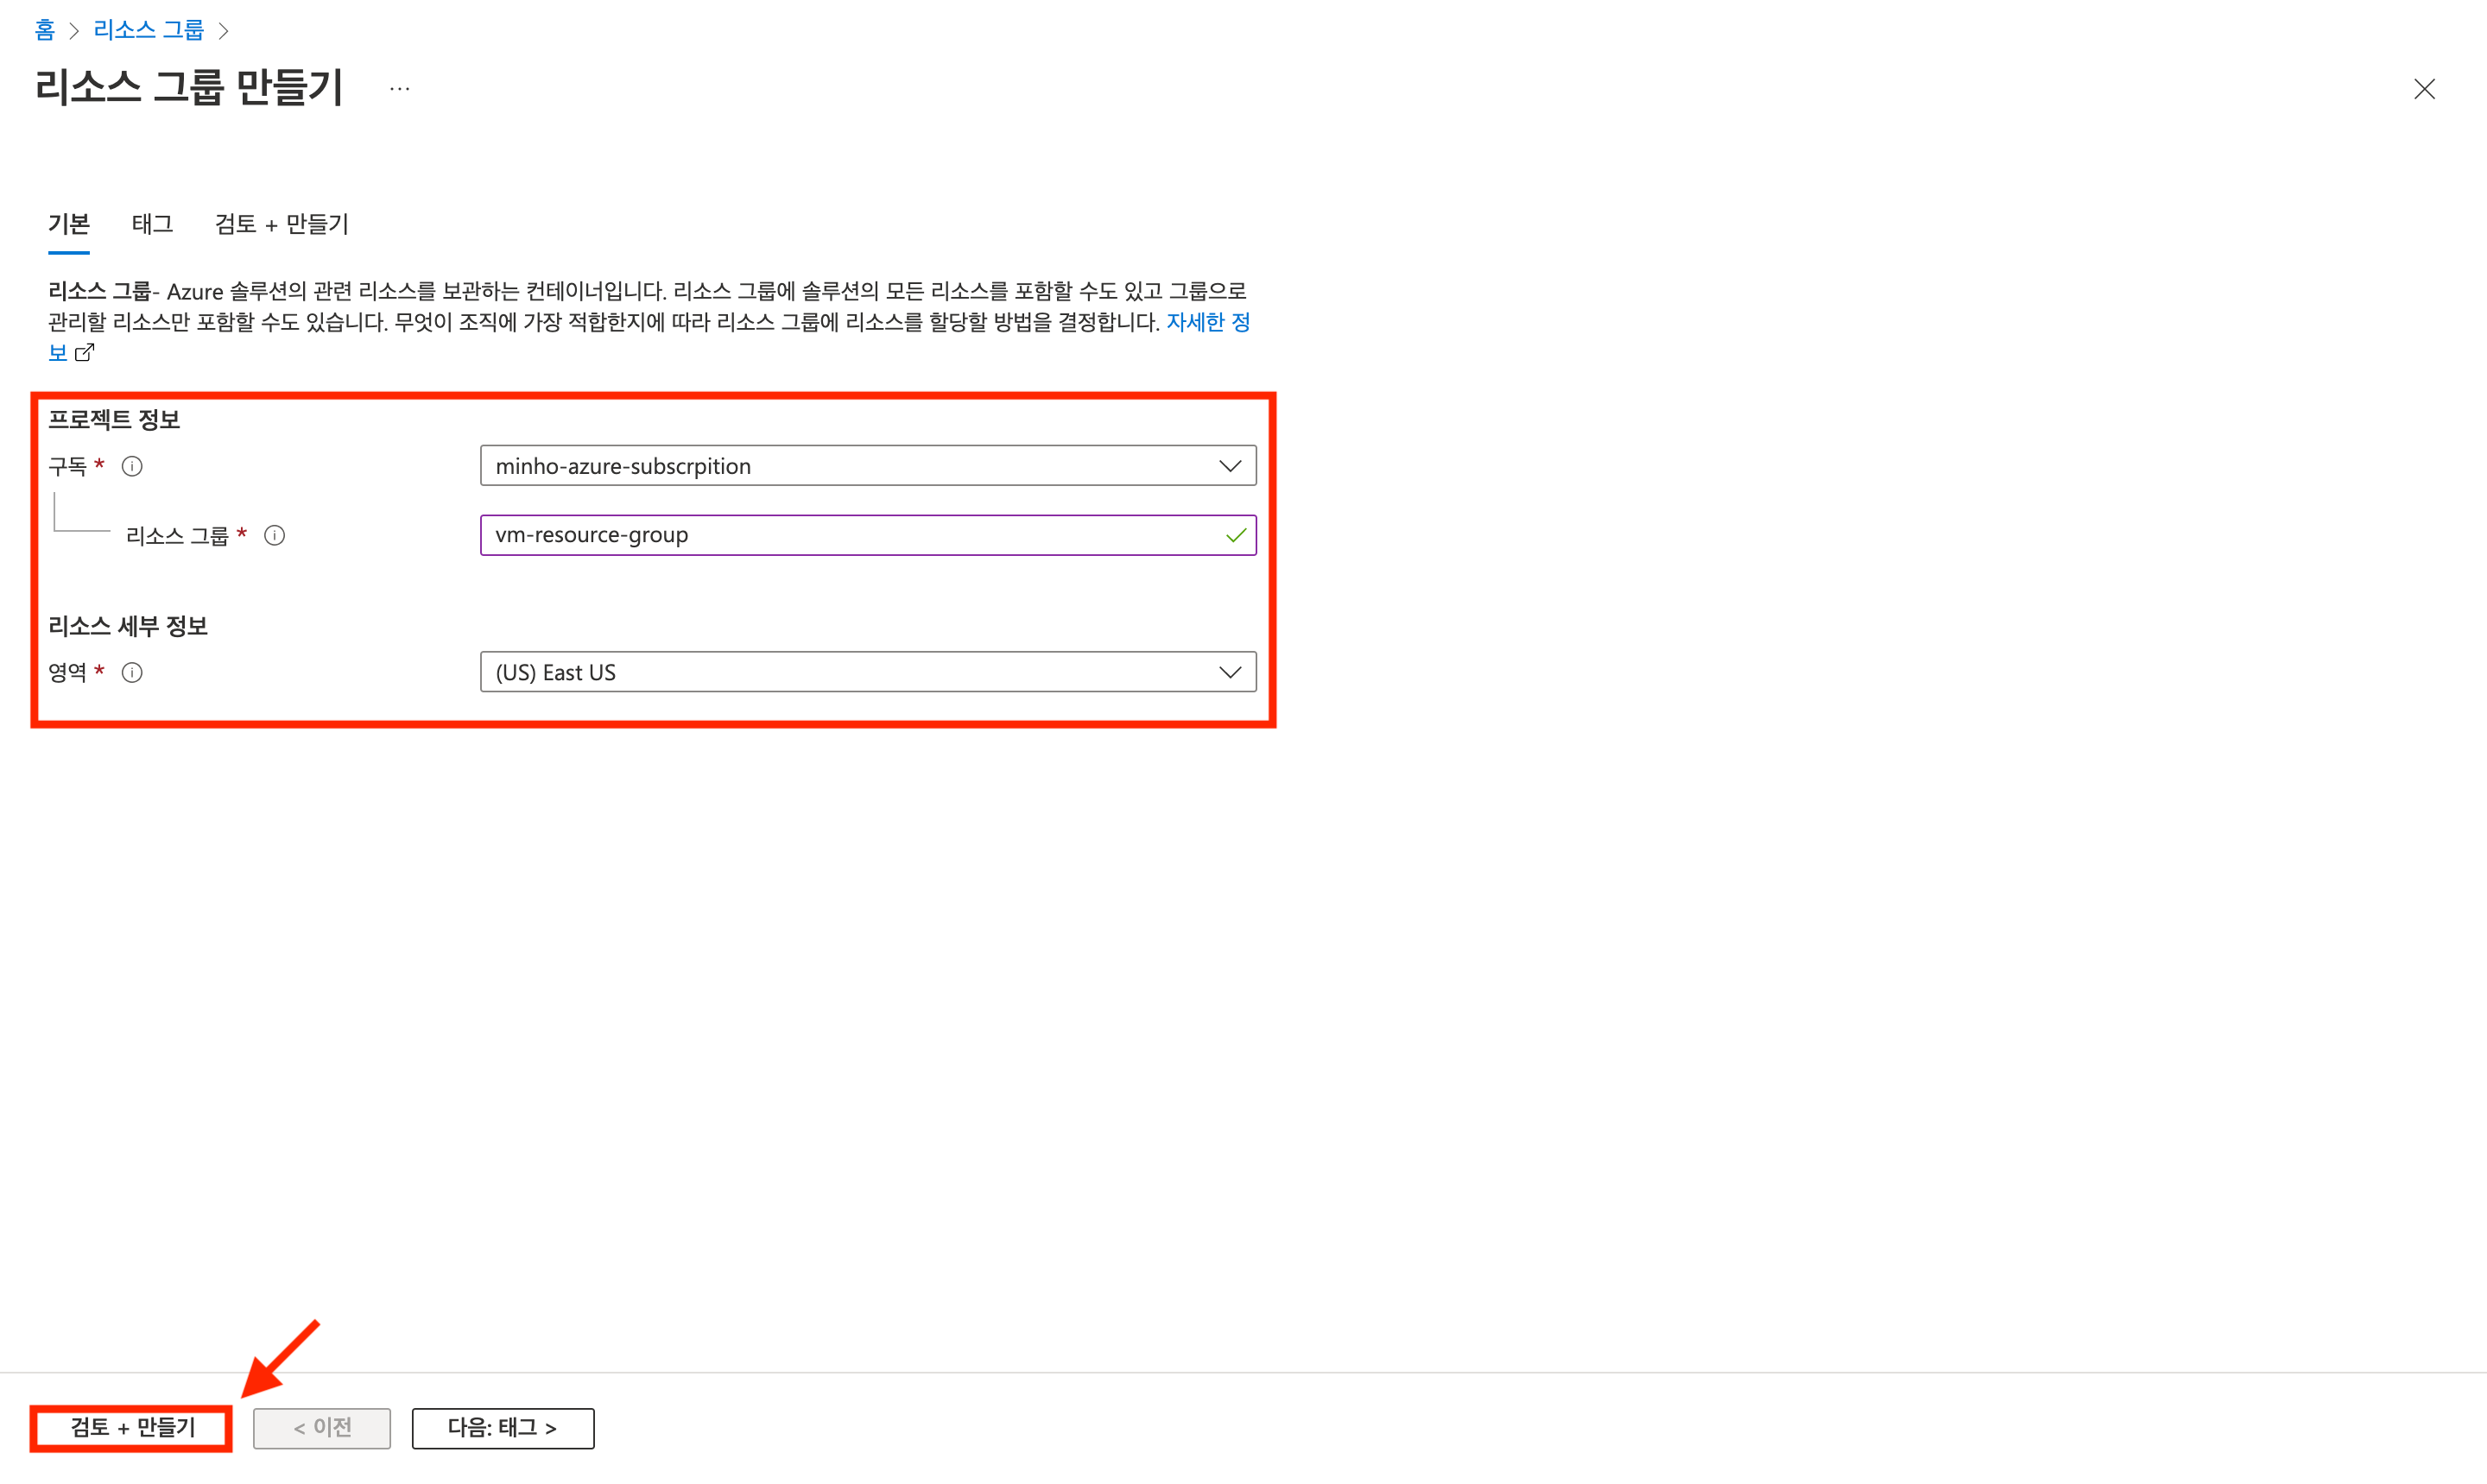 홈 > 리소스 그룹 >
리소스 그룹 만들기 ...
기본 태그 검토 + 만들기
리소스 그룹- Azure 솔루션의 관련 리소스를 보관하는 컨테이너입니다. 리소스 그룹에 솔루션의 모든 리소스를 포함할 수도 있고 그룹으로
관리할 리소스만 포함할 수도 있습니다. 무엇이 조직에 가장 적합한지에 따라 리소스 그룹에 리소스를 할당할 방법을 결정합니다. 자세한 정
보
프로젝트 정보
구독 * minho-azure-subscrpition
리소스 그룹 * vm-resource-group
리소스 세부 정보
영역 * (US) East US
검토 + 만들기 < 이전 다음: 태그 >